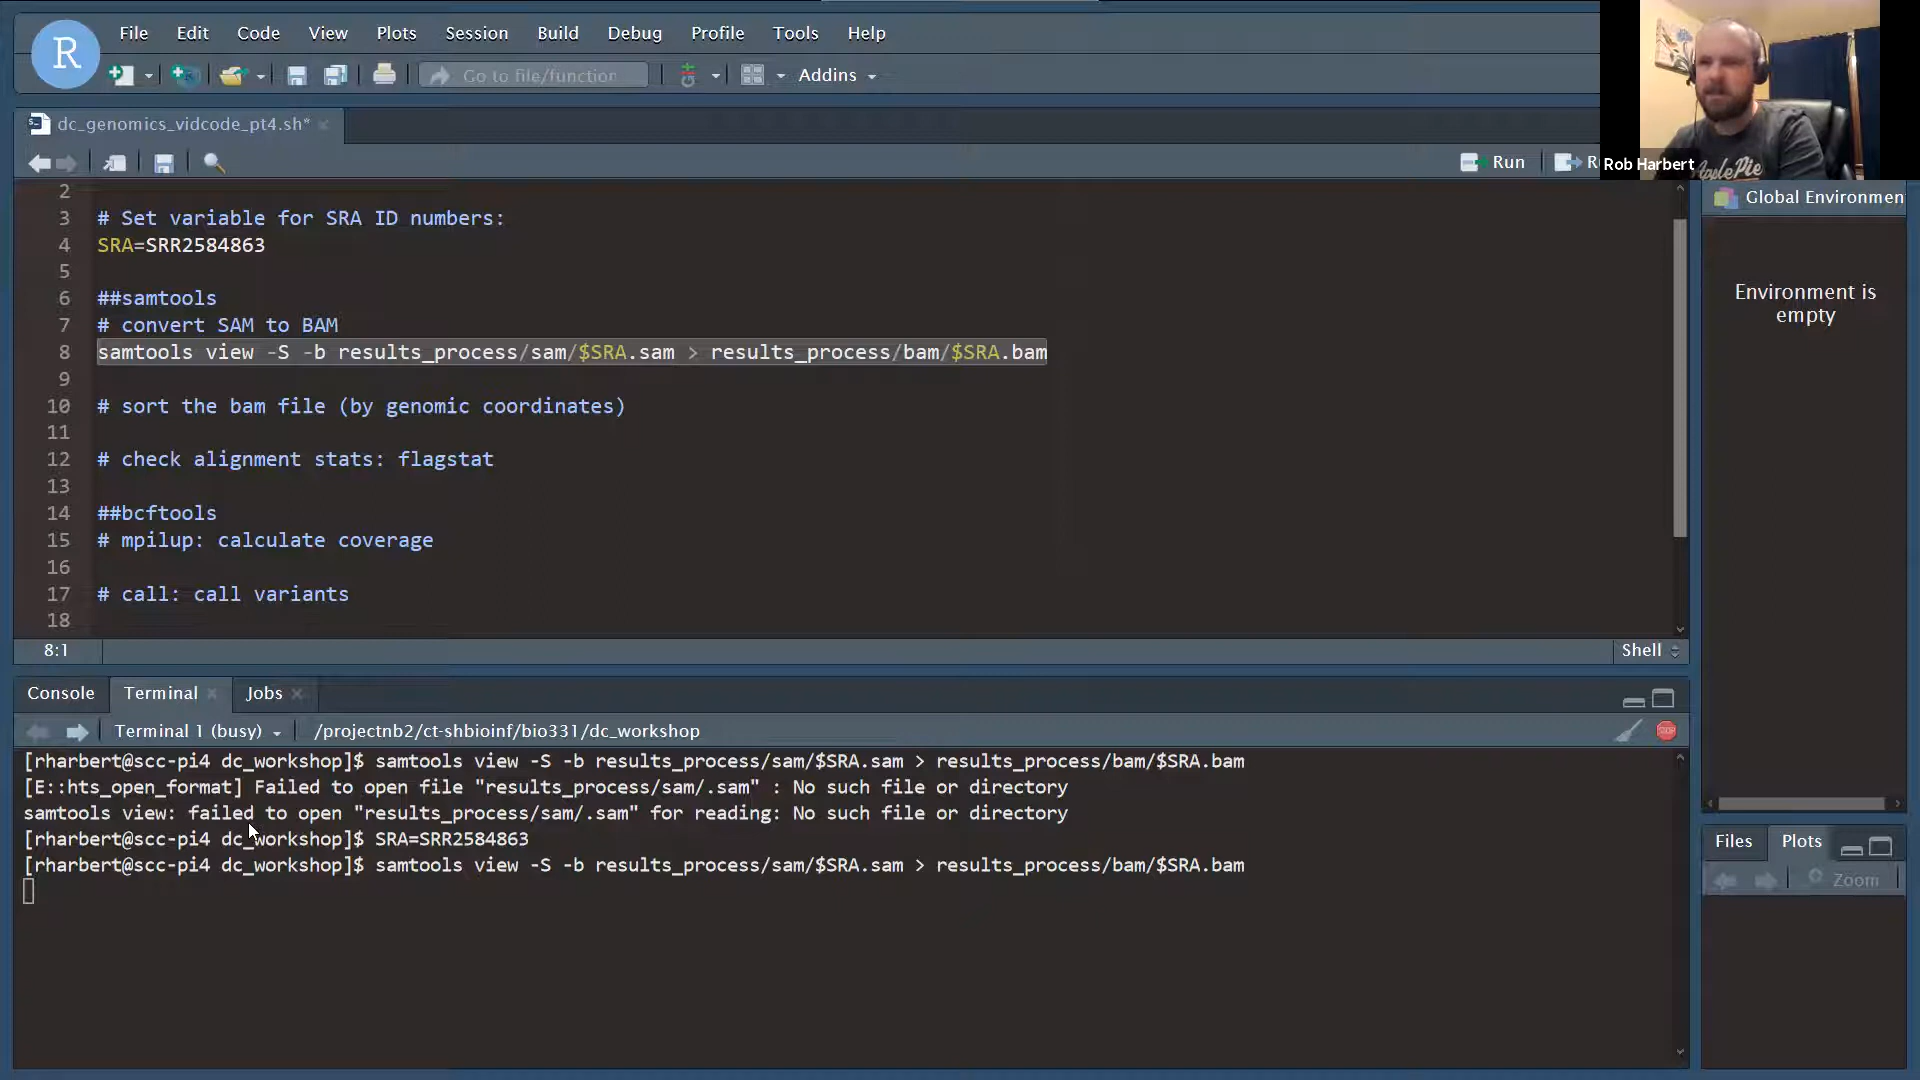 R
File Edit Code View Plots Session Build Debug Profile Tools Help
Go to file/function
Addins
dc_genomics_vidcode_pt4.sh*
Run
R
Rob Harbert
2
3 # Set variable for SRA ID numbers:
4 SRA=SRR2584863
5
6 ##samtools
7 # convert SAM to BAM
8 samtools view -S -b results_process/sam/$SRA.sam > results_process/bam/$SRA.bam
9
10 # sort the bam file (by genomic coordinates)
11
12 # check alignment stats: flagstat
13
14 ##bcftools
15 # mpilup: calculate coverage
16
17 # call: call variants
18
8:1
Shell
Global Environmen
Environment is
empty
Console Terminal Jobs
Terminal 1 (busy) /projectnb2/ct-shbioinf/bio331/dc_workshop
STOP
[rharbert@scc-pi4 dc_workshop]$ samtools view -S -b results_process/sam/$SRA.sam > results_process/bam/$SRA.bam
[E::hts_open_format] Failed to open file "results_process/sam/.sam" : No such file or directory
samtools view: failed to open "results_process/sam/.sam" for reading: No such file or directory
[rharbert@scc-pi4 dc_workshop]$ SRA=SRR2584863
[rharbert@scc-pi4 dc_workshop]$ samtools view -S -b results_process/sam/$SRA.sam > results_process/bam/$SRA.bam
Files Plots
Zoom